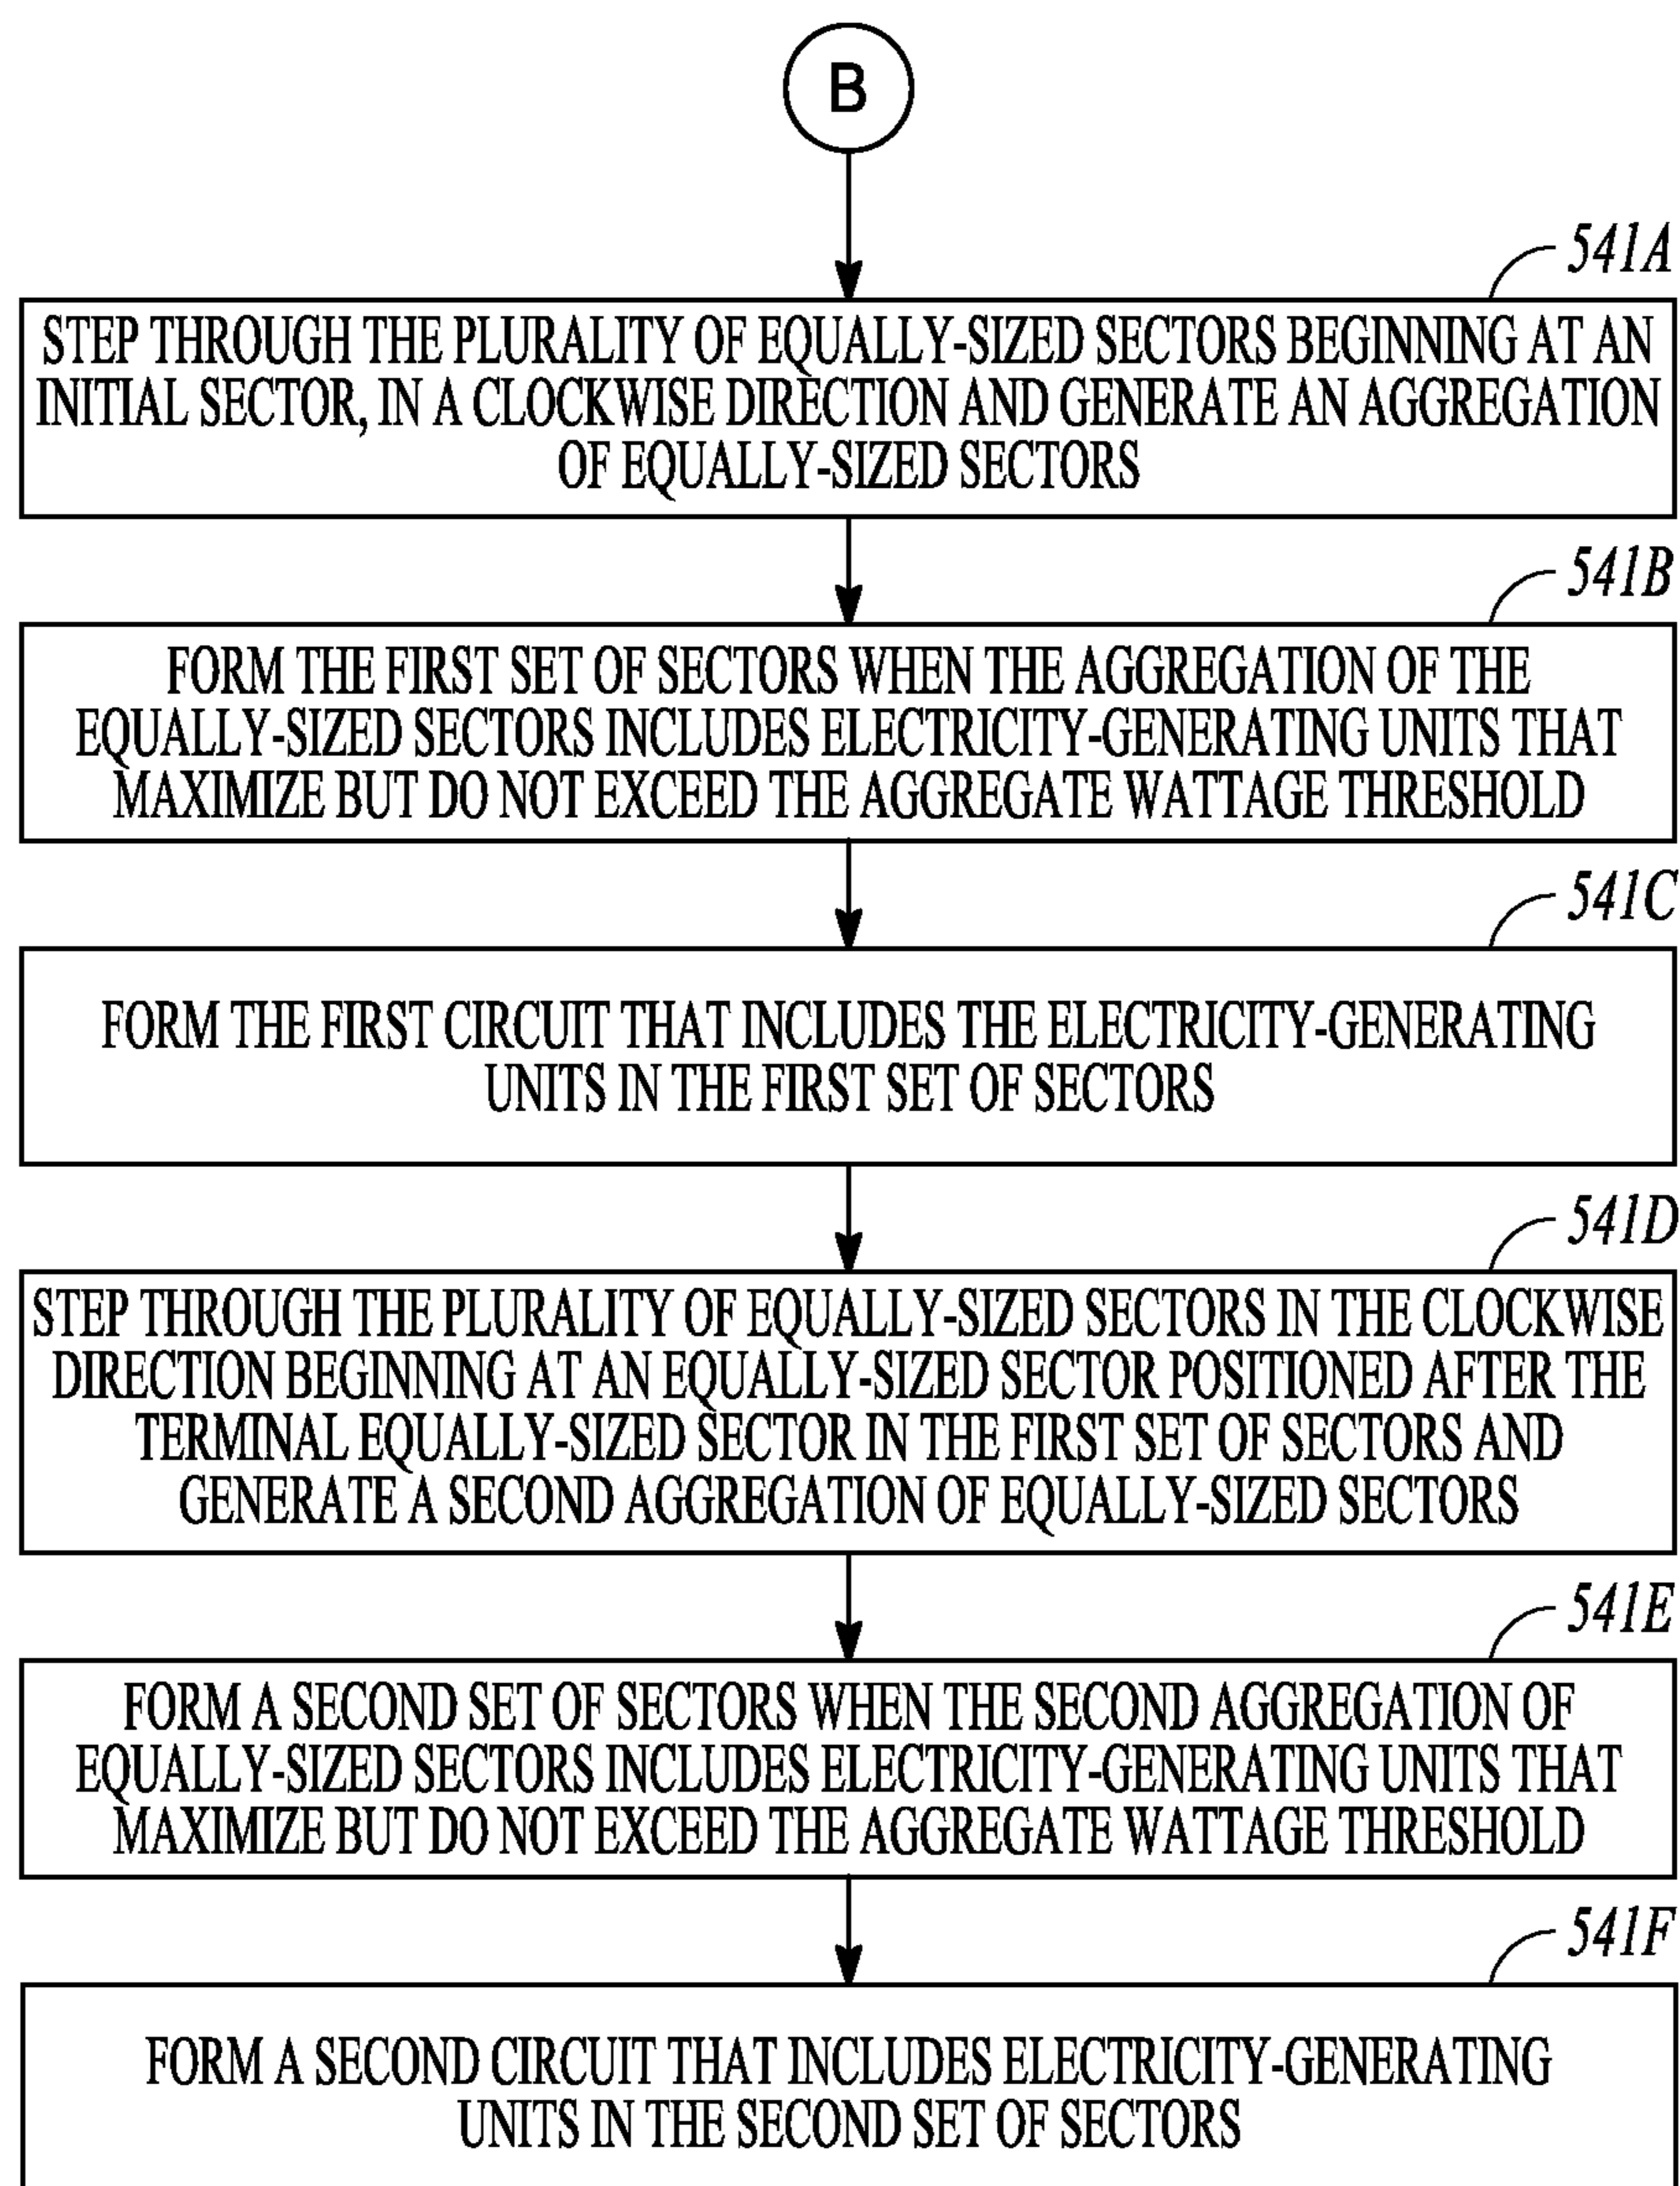 B
541A
STEP THROUGH THE PLURALITY OF EQUALLY-SIZED SECTORS BEGINNING AT AN
INITIAL SECTOR, IN A CLOCKWISE DIRECTION AND GENERATE AN AGGREGATION
OF EQUALLY-SIZED SECTORS
541B
FORM THE FIRST SET OF SECTORS WHEN THE AGGREGATION OF THE
EQUALLY-SIZED SECTORS INCLUDES ELECTRICITY-GENERATING UNITS THAT
MAXIMIZE BUT DO NOT EXCEED THE AGGREGATE WATTAGE THRESHOLD
541C
FORM THE FIRST CIRCUIT THAT INCLUDES THE ELECTRICITY-GENERATING
UNITS IN THE FIRST SET OF SECTORS
541D
STEP THROUGH THE PLURALITY OF EQUALLY-SIZED SECTORS IN THE CLOCKWISE
DIRECTION BEGINNING AT AN EQUALLY-SIZED SECTOR POSITIONED AFTER THE
TERMINAL EQUALLY-SIZED SECTOR IN THE FIRST SET OF SECTORS AND
GENERATE A SECOND AGGREGATION OF EQUALLY-SIZED SECTORS
541E
FORM A SECOND SET OF SECTORS WHEN THE SECOND AGGREGATION OF
EQUALLY-SIZED SECTORS INCLUDES ELECTRICITY-GENERATING UNITS THAT
MAXIMIZE BUT DO NOT EXCEED THE AGGREGATE WATTAGE THRESHOLD
541F
FORM A SECOND CIRCUIT THAT INCLUDES ELECTRICITY-GENERATING
UNITS IN THE SECOND SET OF SECTORS